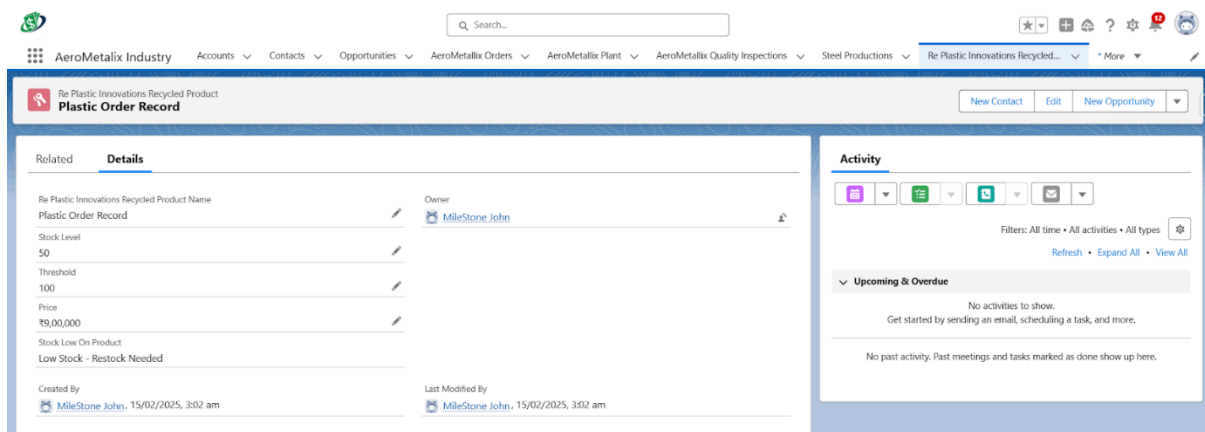 Search...
12
AeroMetalix Industry Accounts Contacts Opportunities AeroMetallix Orders AeroMetallix Plant AeroMetallix Quality Inspections Steel Productions Re Plastic Innovations Recycled... * More
Re Plastic Innovations Recycled Product
Plastic Order Record
New Contact Edit New Opportunity
Related Details
Re Plastic Innovations Recycled Product Name
Plastic Order Record
Owner
MileStone John
Stock Level
50
Threshold
100
Price
₹9,00,000
Stock Low On Product
Low Stock - Restock Needed
Created By
MileStone John, 15/02/2025, 3:02 am
Last Modified By
MileStone John, 15/02/2025, 3:02 am
Activity
Filters: All time • All activities • All types
Refresh • Expand All • View All
Upcoming & Overdue
No activities to show.
Get started by sending an email, scheduling a task, and more.
No past activity. Past meetings and tasks marked as done show up here.